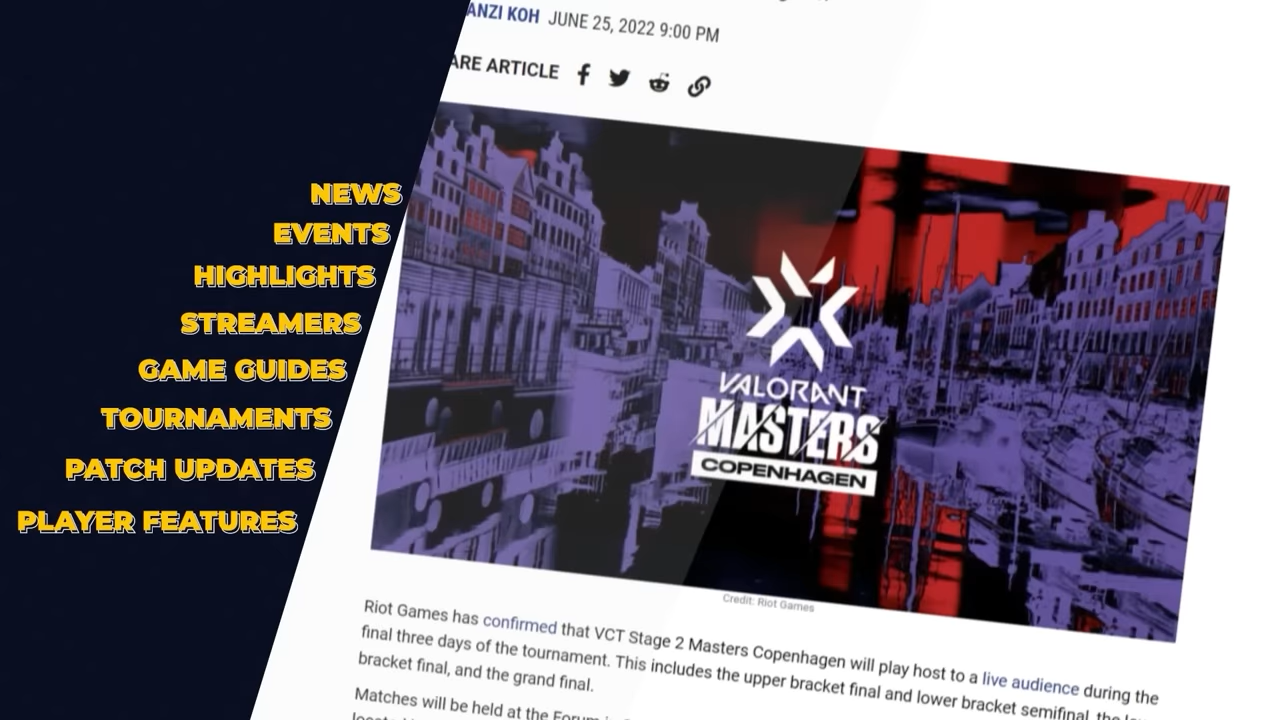 ANZI KOH JUNE 25, 2022 9:00 PM
ARE ARTICLE
NEWS
EVENTS
HIGHLIGHTS
STREAMERS
GAME GUIDES
TOURNAMENTS
PATCH UPDATES
PLAYER FEATURES
VALORANT
MASTERS
COPENHAGEN
Credit: Riot Games
Riot Games has confirmed that VCT Stage 2 Masters Copenhagen will play host to a live audience during the
final three days of the tournament. This includes the upper bracket final and lower bracket semifinal, the
bracket final, and the grand final.
Matches will be held at the Forum